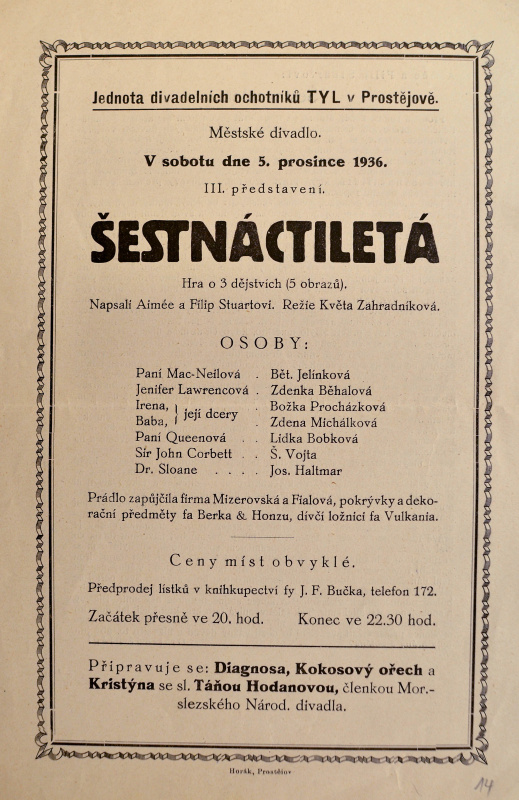 Jednota divadelních ochotníků TYL v Prostějově.
Městské divadlo.
V sobotu dne 5. prosince 1936.
III. představení.
ŠESTNÁCTILETÁ
Hra o 3 dějstvích (5 obrazů).
Napsali Aimée a Filip Stuartovi. Režie Květa Zahradníková.
OSOBY:
Paní Mac-Neilová . Bět. Jelínková
Jenifer Lawrencová . Zdenka Běhalová
Irena, } její dcery . Božka Procházková
Baba, . Zdena Michálková
Paní Queenová . . Lidka Bobková
Sir John Corbett . . Š. Vojta
Dr. Sloane . . . . Jos. Haltmar
Prádlo zapůjčila firma Mizerovská a Fialová, pokrývky a deko-
rační předměty fa Berka & Honzu, dívčí ložnici fa Vulkania.
Ceny míst obvyklé.
Předprodej lístků v knihkupectví fy J. F. Bučka, telefon 172.
Začátek přesně ve 20. hod. Konec ve 22.30 hod.
Připravuje se: Diagnosa, Kokosový ořech a
Kristýna se sl. Táňou Hodanovou, členkou Mor.-
slezského Národ. divadla.
Horák, Prostějov
14